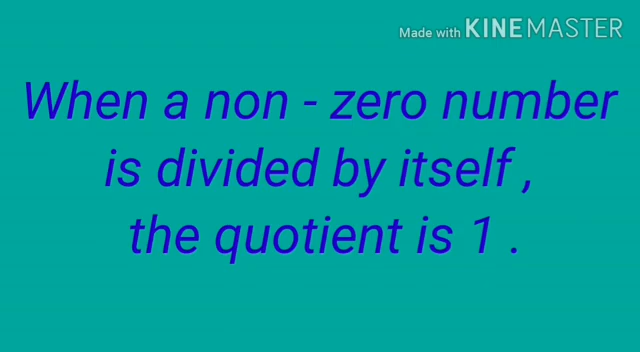 Made with KINEMASTER
When a non - zero number
is divided by itself ,
the quotient is 1 .